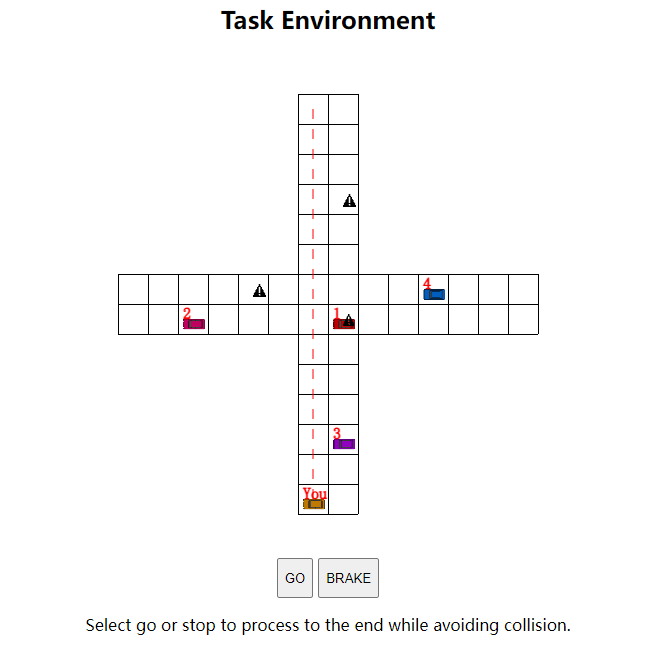 Task Environment
4
2
1
3
You
GO BRAKE
Select go or stop to process to the end while avoiding collision.